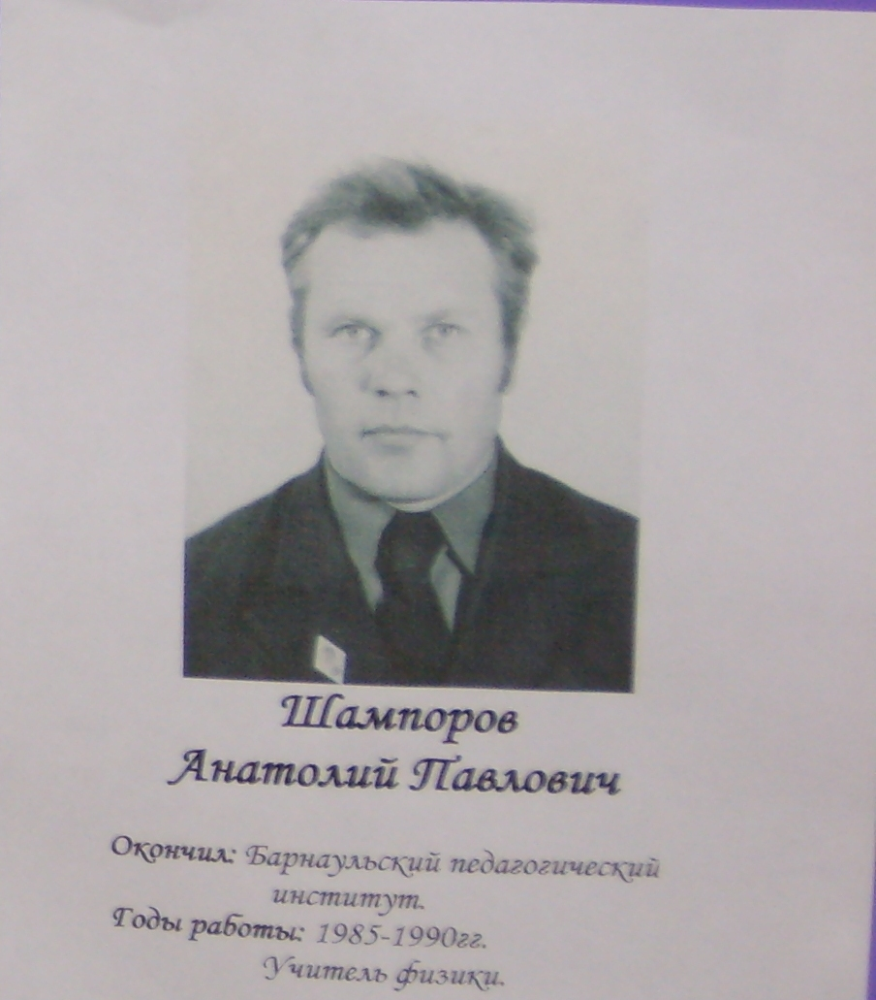 Шампоров
Анатолий Павлович
Окончил: Барнаульский педагогический
институт.
Годы работы: 1985-1990гг.
Учитель физики.